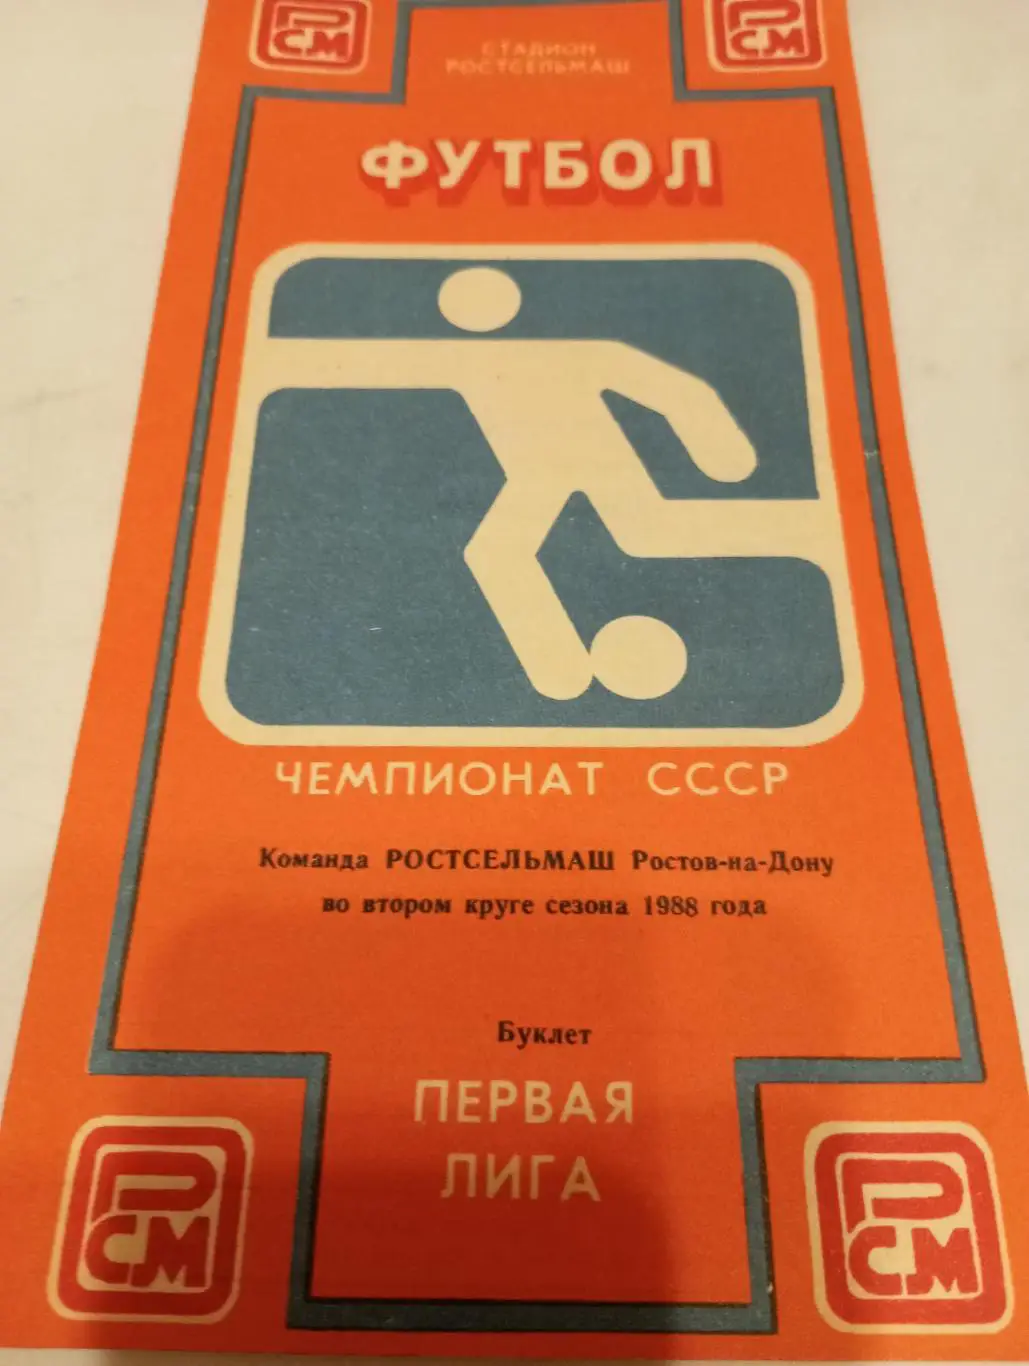 РСМ
РСМ
СТАДИОН
РОСТСЕЛЬМАШ
ФУТБОЛ
ЧЕМПИОНАТ СССР
Команда РОСТСЕЛЬМАШ Ростов-на-Дону
во втором круге сезона 1988 года
Буклет
ПЕРВАЯ
ЛИГА
РСМ
РСМ